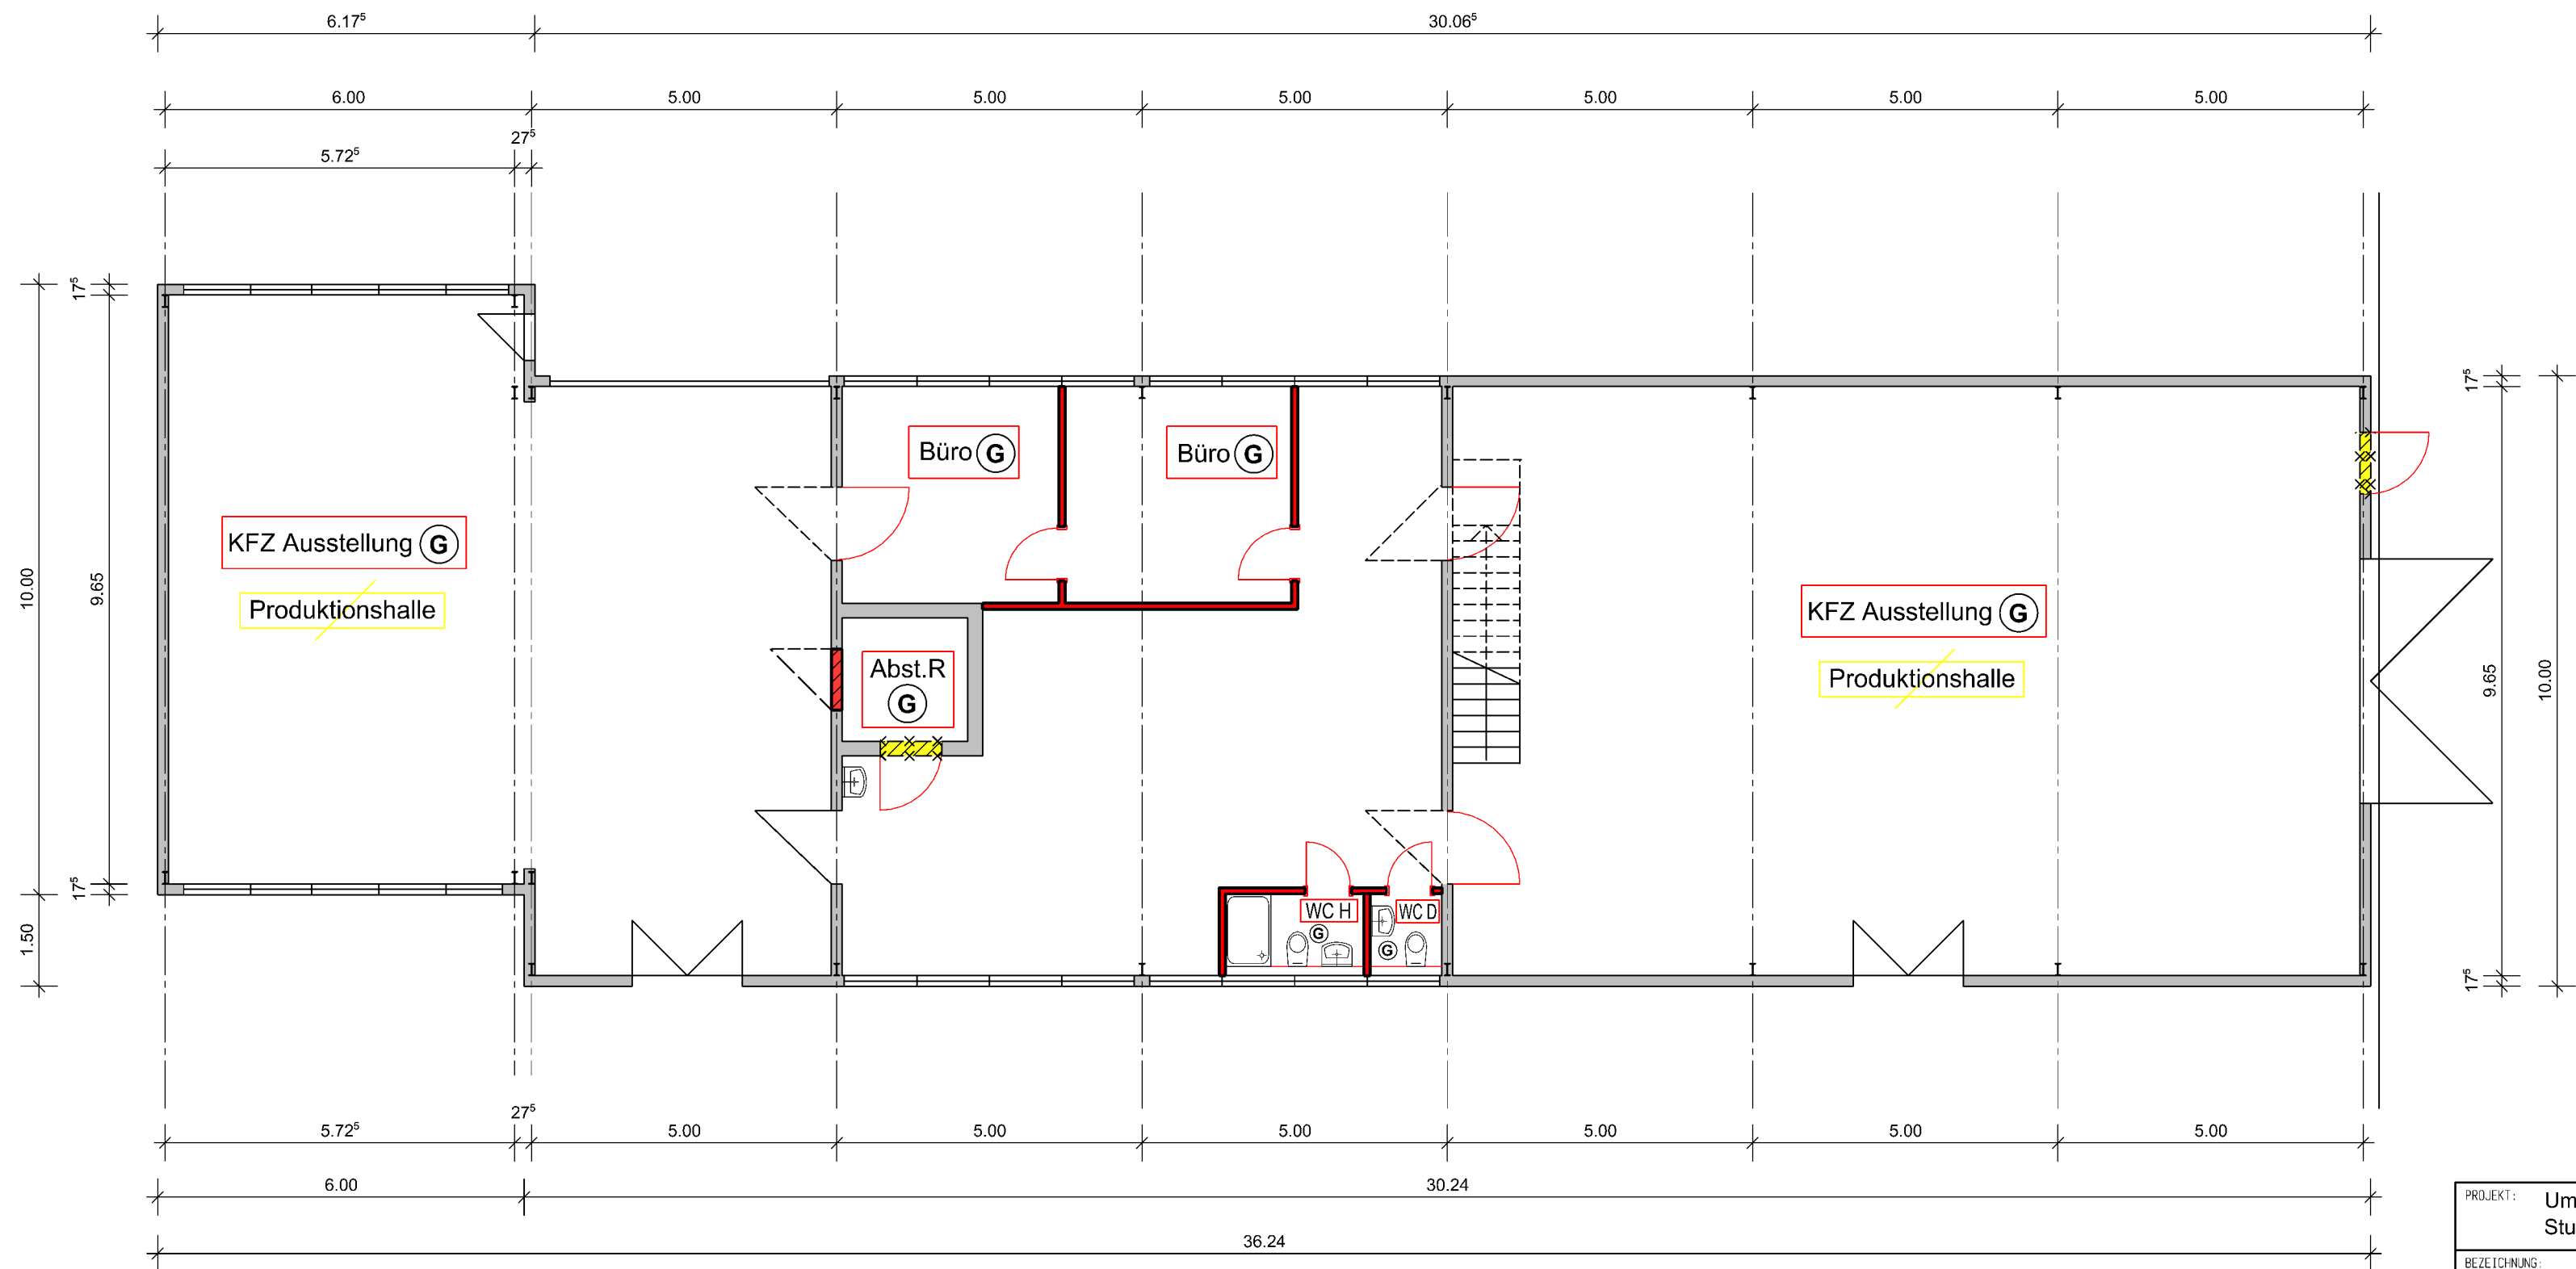 6.17⁵ 30.06⁵
6.00 5.00 5.00 5.00 5.00 5.00 5.00
27⁵
5.72⁵
17⁵
17⁵
Büro G
Büro G
KFZ Ausstellung G
10.00
9.65
Produktionshalle
KFZ Ausstellung G
Abst.R
G
Produktionshalle
9.65
10.00
17⁵
WC H
WC D
G
G
1.50
17⁵
27⁵
5.72⁵ 5.00 5.00 5.00 5.00 5.00 5.00
6.00 30.24
36.24
PROJEKT: Um
Stu
BEZEICHNUNG: